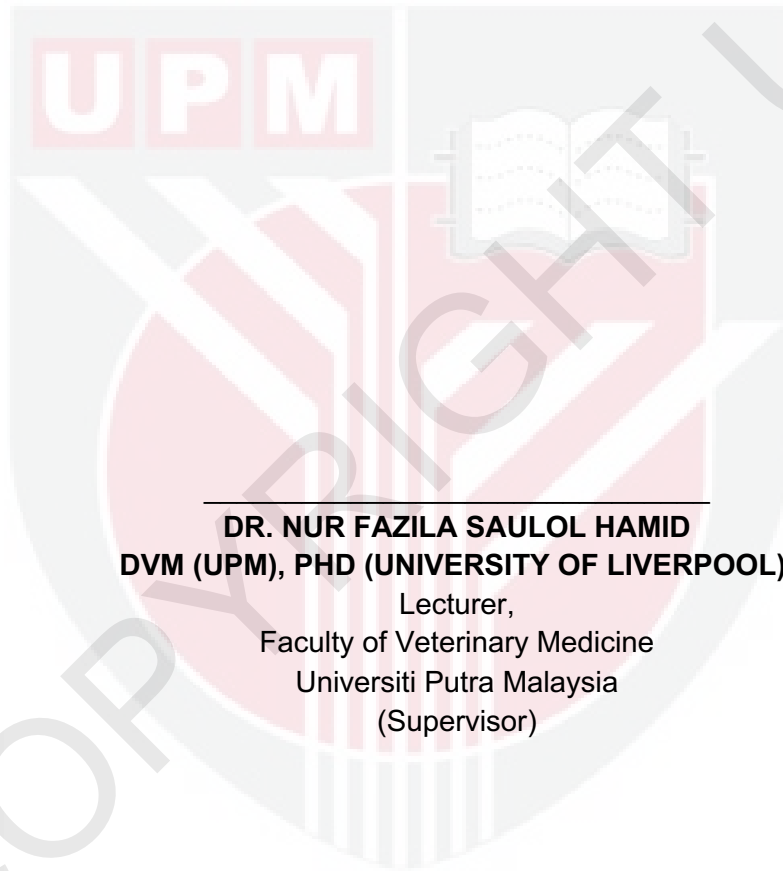 UPM
DR. NUR FAZILA SAULOL HAMID
DVM (UPM), PHD (UNIVERSITY OF LIVERPOOL)
Lecturer,
Faculty of Veterinary Medicine
Universiti Putra Malaysia
(Supervisor)
COPYRIGHT U